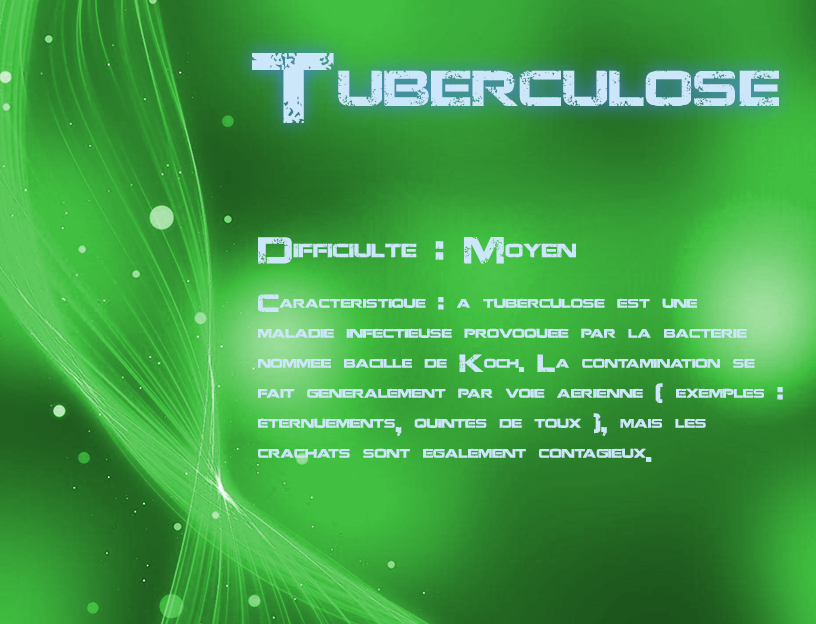 Tuberculose
Difficiulte : Moyen
Caracteristique : a tuberculose est une
maladie infectieuse provoquee par la bacterie
nommee bacille de Koch. La contamination se
fait generalement par voie aerienne ( exemples :
eternuements, quintes de toux ), mais les
crachats sont egalement contagieux.